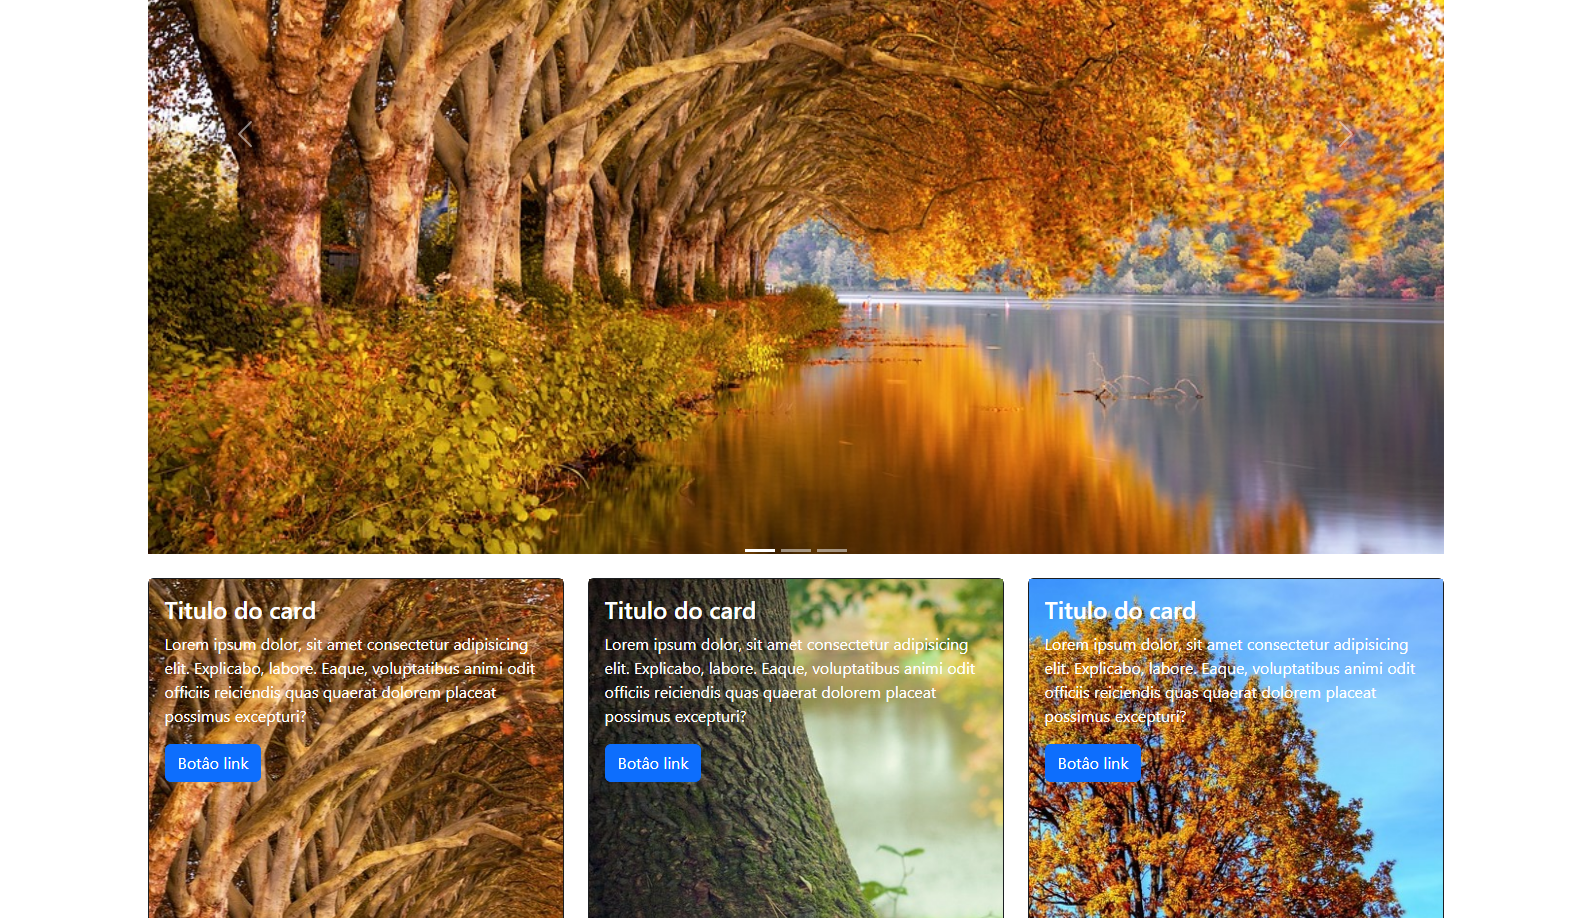 Titulo do card
Lorem ipsum dolor, sit amet consectetur adipisicing
elit. Explicabo, labore. Eaque, voluptatibus animi odit
officiis reiciendis quas quaerat dolorem placeat
possimus excepturi?
Botâo link
Titulo do card
Lorem ipsum dolor, sit amet consectetur adipisicing
elit. Explicabo, labore. Eaque, voluptatibus animi odit
officiis reiciendis quas quaerat dolorem placeat
possimus excepturi?
Botâo link
Titulo do card
Lorem ipsum dolor, sit amet consectetur adipisicing
elit. Explicabo, labore. Eaque, voluptatibus animi odit
officiis reiciendis quas quaerat dolorem placeat
possimus excepturi?
Botâo link